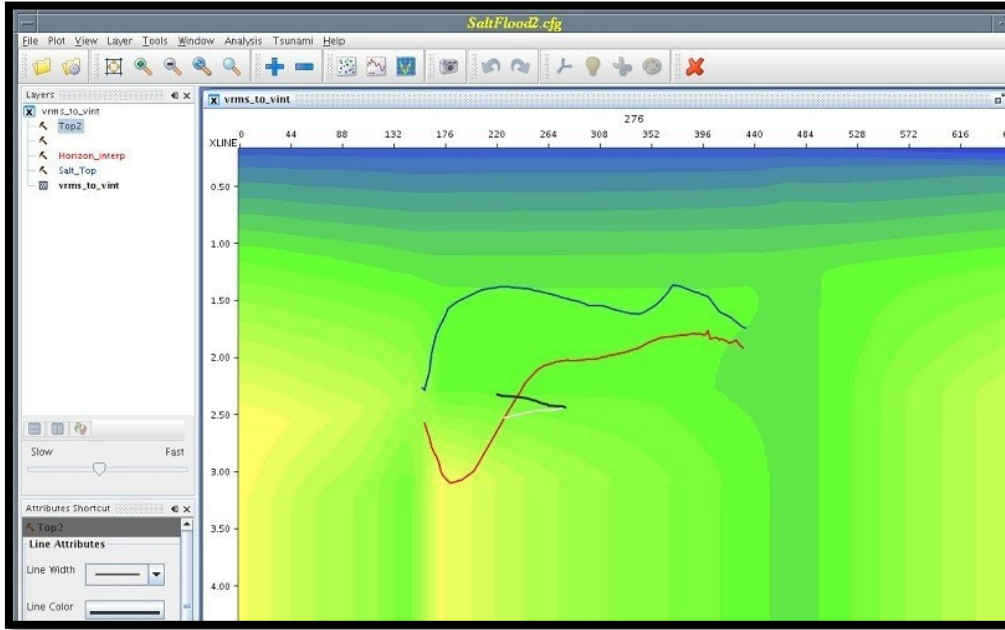 SaltFlood2.cfg
File Plot View Layer Tools Window Analysis Tsunami Help
Layers
vrms_to_vint
Top2
Horizon_interp
Salt_Top
vrms_to_vint
Slow Fast
Attributes Shortcut
Top2
Line Attributes
Line Width
Line Color
vrms_to_vint
276
XLINE 0 44 88 132 176 220 264 308 352 396 440 484 528 572 616
0.50
1.00
1.50
2.00
2.50
3.00
3.50
4.00